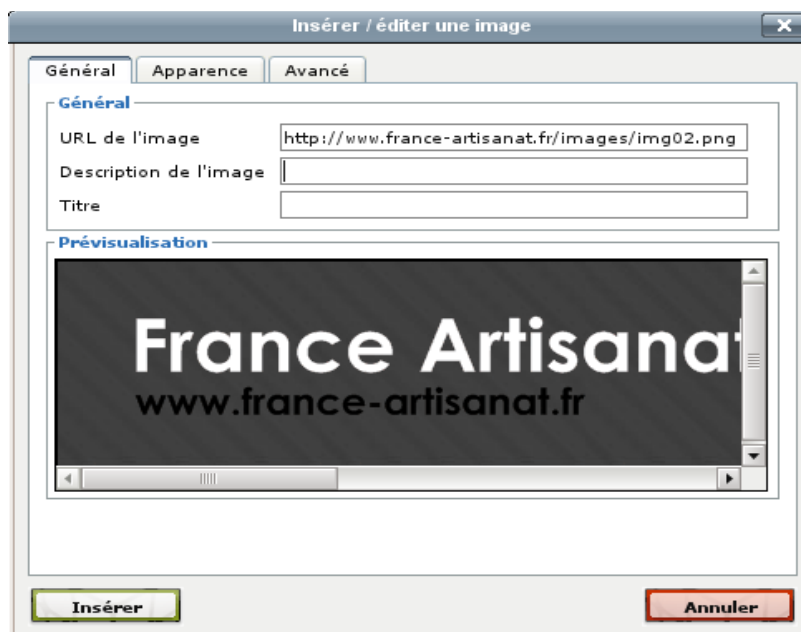 Insérer / éditer une image
Général Apparence Avancé
Général
URL de l'image http://www.france-artisanat.fr/images/img02.png
Description de l'image
Titre
Prévisualisation
France Artisanat
www.france-artisanat.fr
Insérer Annuler